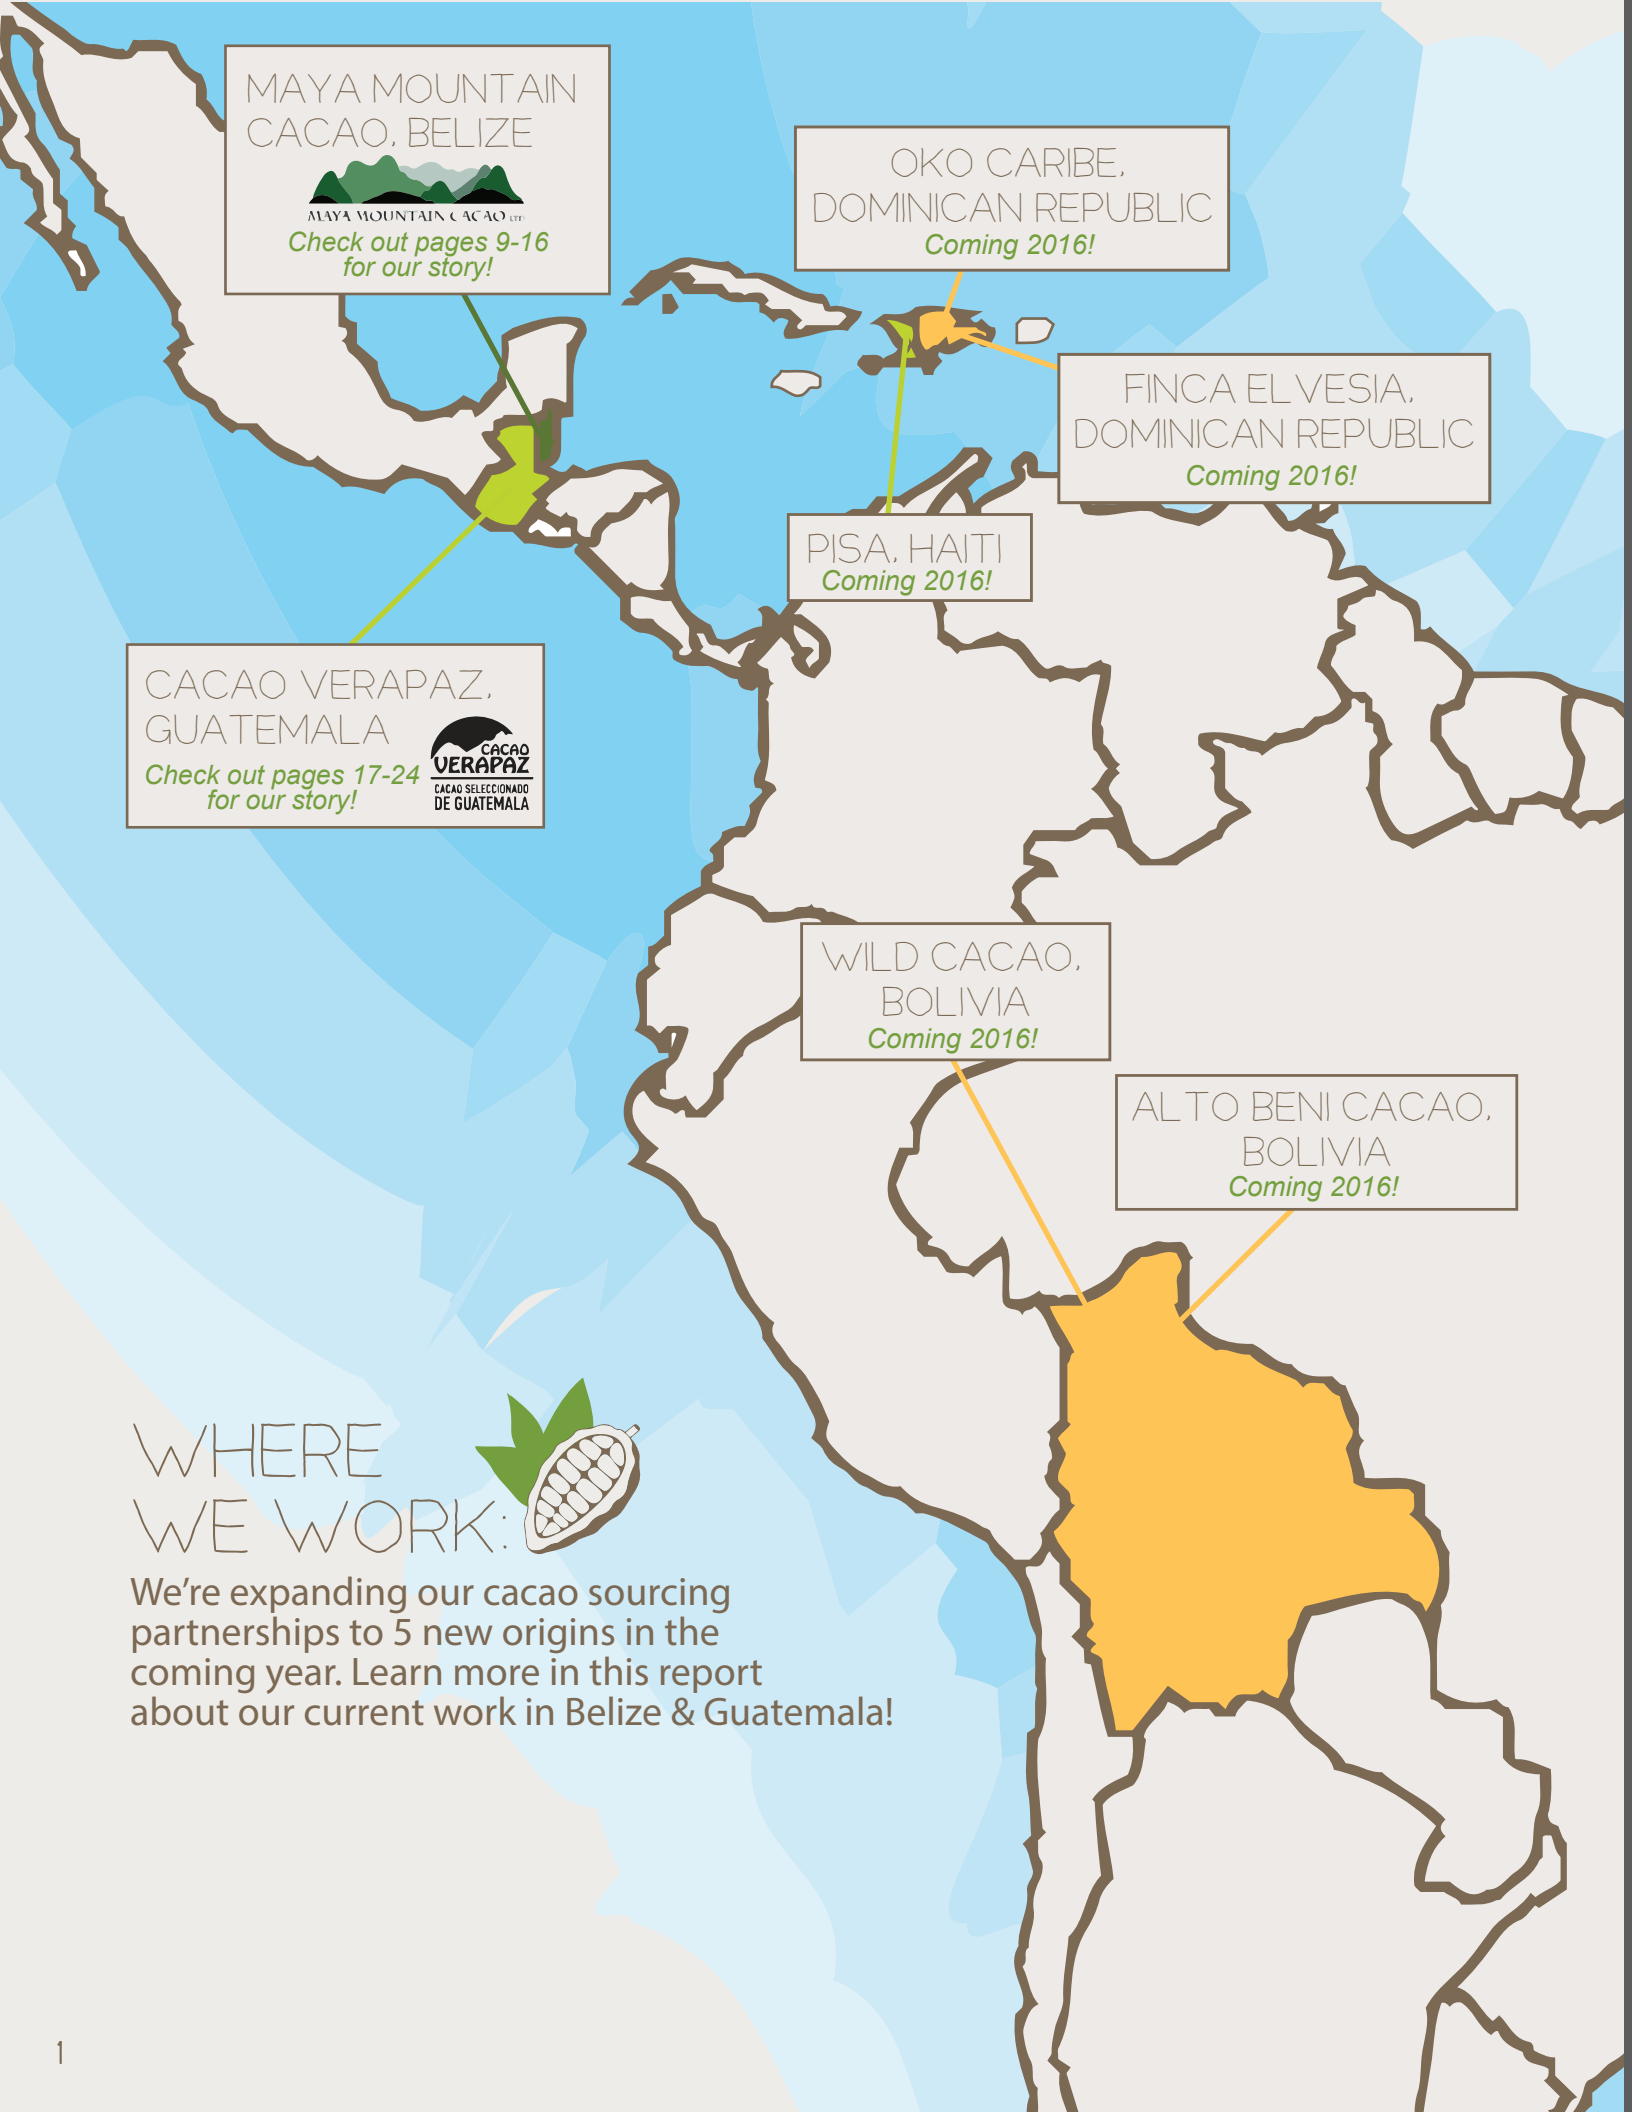 MAYA MOUNTAIN
CACAO, BELIZE
MAYA MOUNTAIN CACAO LTD
Check out pages 9-16
for our story!
OKO CARIBE,
DOMINICAN REPUBLIC
Coming 2016!
FINCA ELVESIA,
DOMINICAN REPUBLIC
Coming 2016!
PISA, HAITI
Coming 2016!
CACAO VERAPAZ,
GUATEMALA
Check out pages 17-24
for our story!
CACAO
VERAPAZ
CACAO SELECCIONADO
DE GUATEMALA
WILD CACAO,
BOLIVIA
Coming 2016!
ALTO BENI CACAO,
BOLIVIA
Coming 2016!
WHERE
WE WORK:
We're expanding our cacao sourcing
partnerships to 5 new origins in the
coming year. Learn more in this report
about our current work in Belize & Guatemala!
1